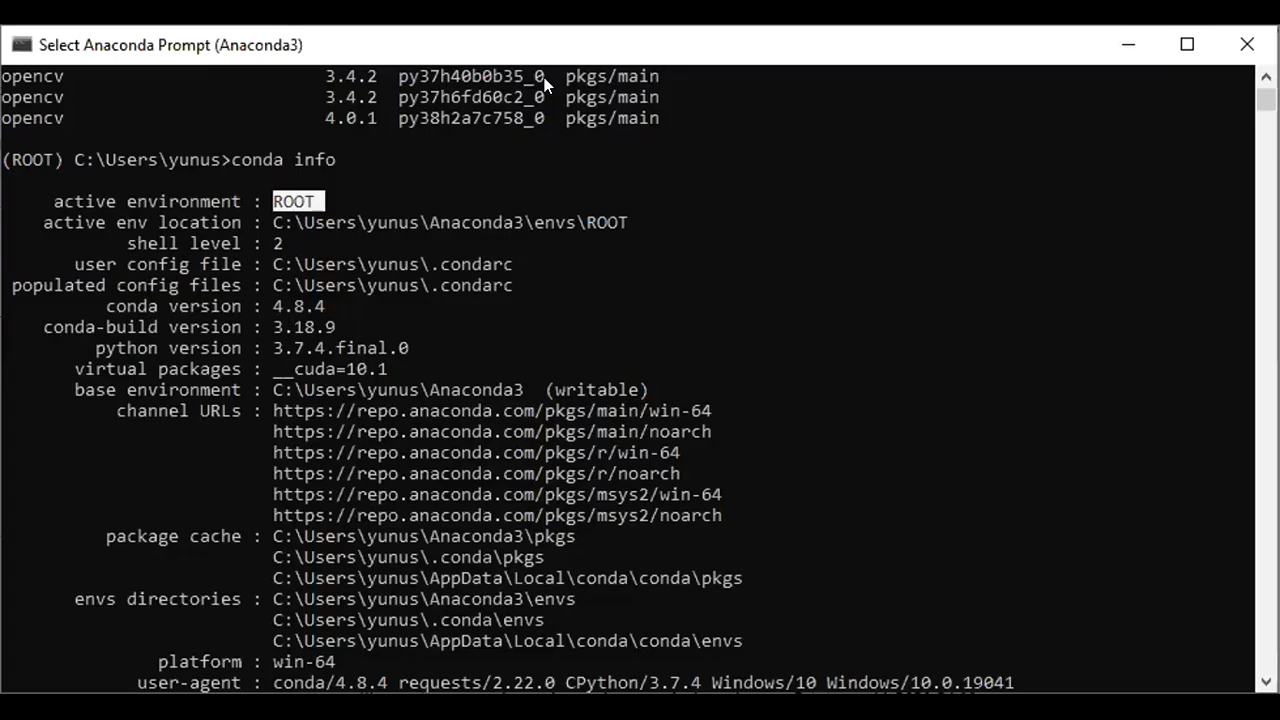 Select Anaconda Prompt (Anaconda3)
opencv 3.4.2 py37h40b0b35_0 pkgs/main
opencv 3.4.2 py37h6fd60c2_0 pkgs/main
opencv 4.0.1 py38h2a7c758_0 pkgs/main
(ROOT) C:\Users\yunus>conda info
active environment : ROOT
active env location : C:\Users\yunus\Anaconda3\envs\ROOT
shell level : 2
user config file : C:\Users\yunus\.condarc
populated config files : C:\Users\yunus\.condarc
conda version : 4.8.4
conda-build version : 3.18.9
python version : 3.7.4.final.0
virtual packages : __cuda=10.1
base environment : C:\Users\yunus\Anaconda3 (writable)
channel URLs : https://repo.anaconda.com/pkgs/main/win-64
https://repo.anaconda.com/pkgs/main/noarch
https://repo.anaconda.com/pkgs/r/win-64
https://repo.anaconda.com/pkgs/r/noarch
https://repo.anaconda.com/pkgs/msys2/win-64
https://repo.anaconda.com/pkgs/msys2/noarch
package cache : C:\Users\yunus\Anaconda3\pkgs
C:\Users\yunus\.conda\pkgs
C:\Users\yunus\AppData\Local\conda\conda\pkgs
envs directories : C:\Users\yunus\Anaconda3\envs
C:\Users\yunus\.conda\envs
C:\Users\yunus\AppData\Local\conda\conda\envs
platform : win-64
user-agent : conda/4.8.4 requests/2.22.0 CPython/3.7.4 Windows/10 Windows/10.0.19041